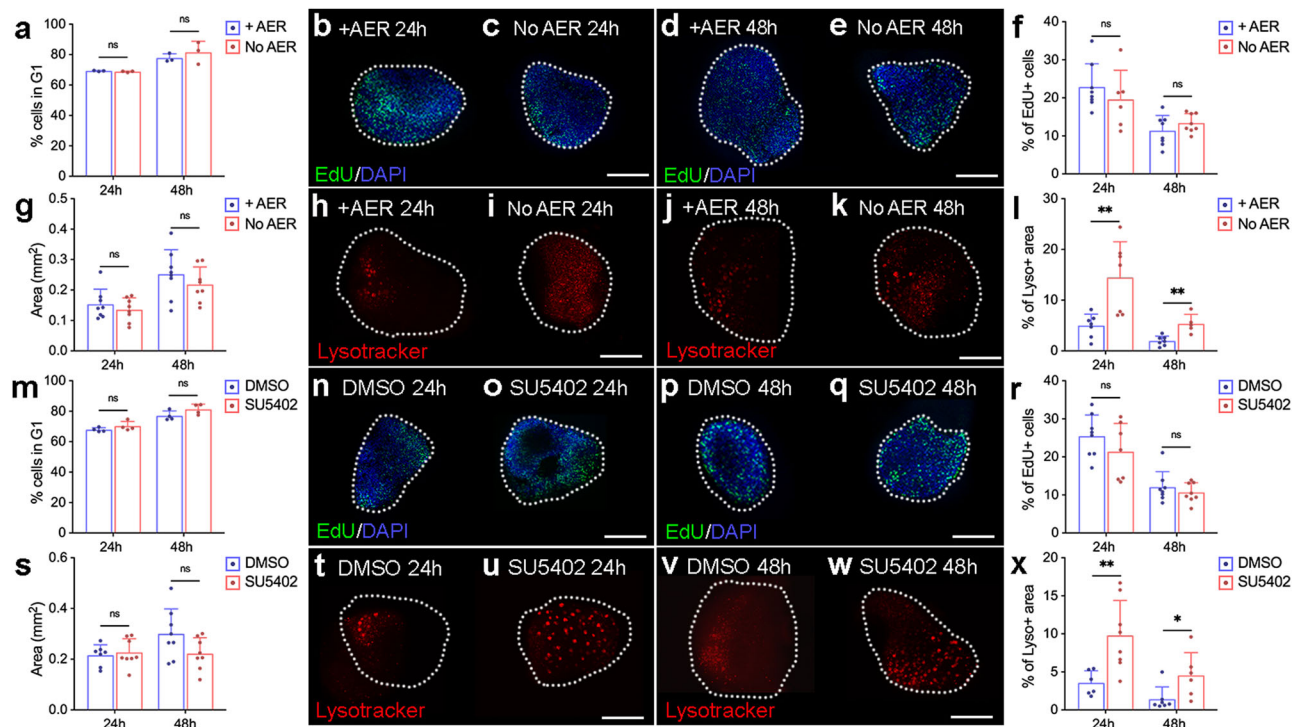 a
ns
ns
+ AER
No AER
% cells in G1
100
80
60
40
20
0
24h
48h
b +AER 24h
c No AER 24h
EdU/DAPI
d +AER 48h
e No AER 48h
EdU/DAPI
f
ns
ns
+ AER
No AER
% of EdU+ cells
40
30
20
10
0
24h
48h
g
ns
ns
+ AER
No AER
Area (mm²)
0.5
0.4
0.3
0.2
0.1
0.0
24h
48h
h +AER 24h
i No AER 24h
Lysotracker
j +AER 48h
k No AER 48h
Lysotracker
l
**
**
+ AER
No AER
% of Lyso+ area
30
20
10
0
24h
48h
m
ns
ns
DMSO
SU5402
% cells in G1
100
80
60
40
20
0
24h
48h
n DMSO 24h
o SU5402 24h
EdU/DAPI
p DMSO 48h
q SU5402 48h
EdU/DAPI
r
ns
ns
DMSO
SU5402
% of EdU+ cells
40
30
20
10
0
24h
48h
s
ns
ns
DMSO
SU5402
Area (mm²)
0.6
0.4
0.2
0.0
24h
48h
t DMSO 24h
u SU5402 24h
Lysotracker
v DMSO 48h
w SU5402 48h
Lysotracker
x
**
*
DMSO
SU5402
% of Lyso+ area
20
15
10
5
0
24h
48h